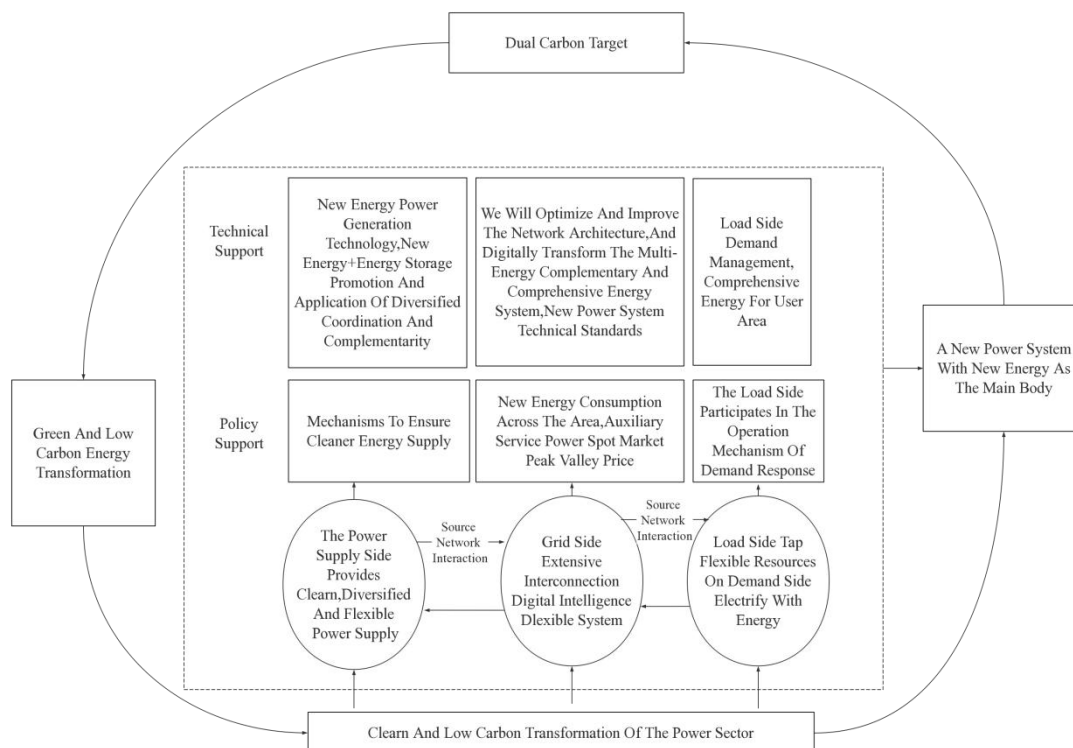 Dual Carbon Target
Technical
Support
New Energy Power
Generation
Technology,New
Energy+Energy Storage
Promotion And
Application Of Diversified
Coordination And
Complementarity
We Will Optimize And Improve
The Network Architecture,And
Digitally Transform The Multi-
Energy Complementary And
Comprehensive Energy
System,New Power System
Technical Standards
Load Side
Demand
Management,
Comprehensive
Energy For User
Area
A New Power System
With New Energy As
The Main Body
Green And Low
Carbon Energy
Transformation
Policy
Support
Mechanisms To Ensure
Cleaner Energy Supply
New Energy Consumption
Across The Area,Auxiliary
Service Power Spot Market
Peak Valley Price
The Load Side
Participates In The
Operation
Mechanism Of
Demand Response
The Power
Supply Side
Provides
Clearn,Diversified
And Flexible
Power Supply
Source
Network
Interaction
Grid Side
Extensive
Interconnection
Digital Intelligence
Dlexible System
Source
Network
Interaction
Load Side Tap
Flexible Resources
On Demand Side
Electrify With
Energy
Clearn And Low Carbon Transformation Of The Power Sector